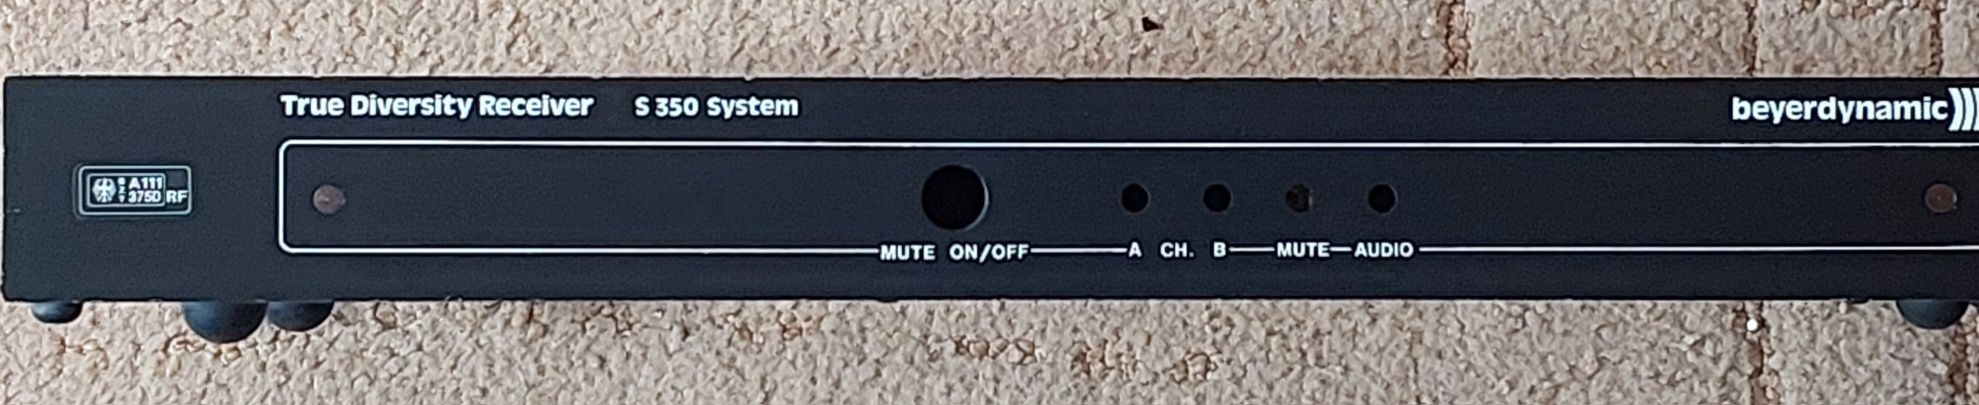 True Diversity Receiver S 350 System
beyerdynamic
A111
375D RF
MUTE ON/OFF A CH. B MUTE AUDIO